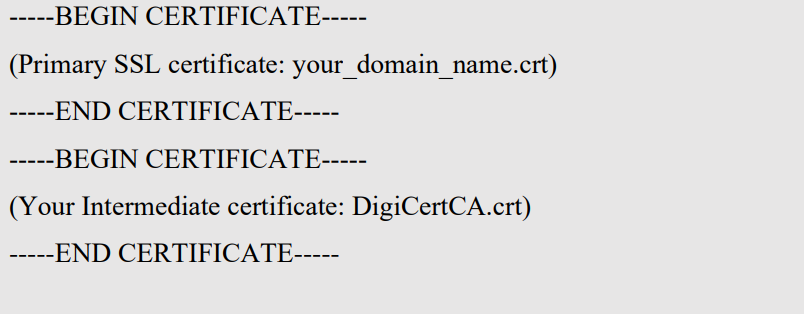 -----BEGIN CERTIFICATE-----
(Primary SSL certificate: your_domain_name.crt)
-----END CERTIFICATE-----
-----BEGIN CERTIFICATE-----
(Your Intermediate certificate: DigiCertCA.crt)
-----END CERTIFICATE-----